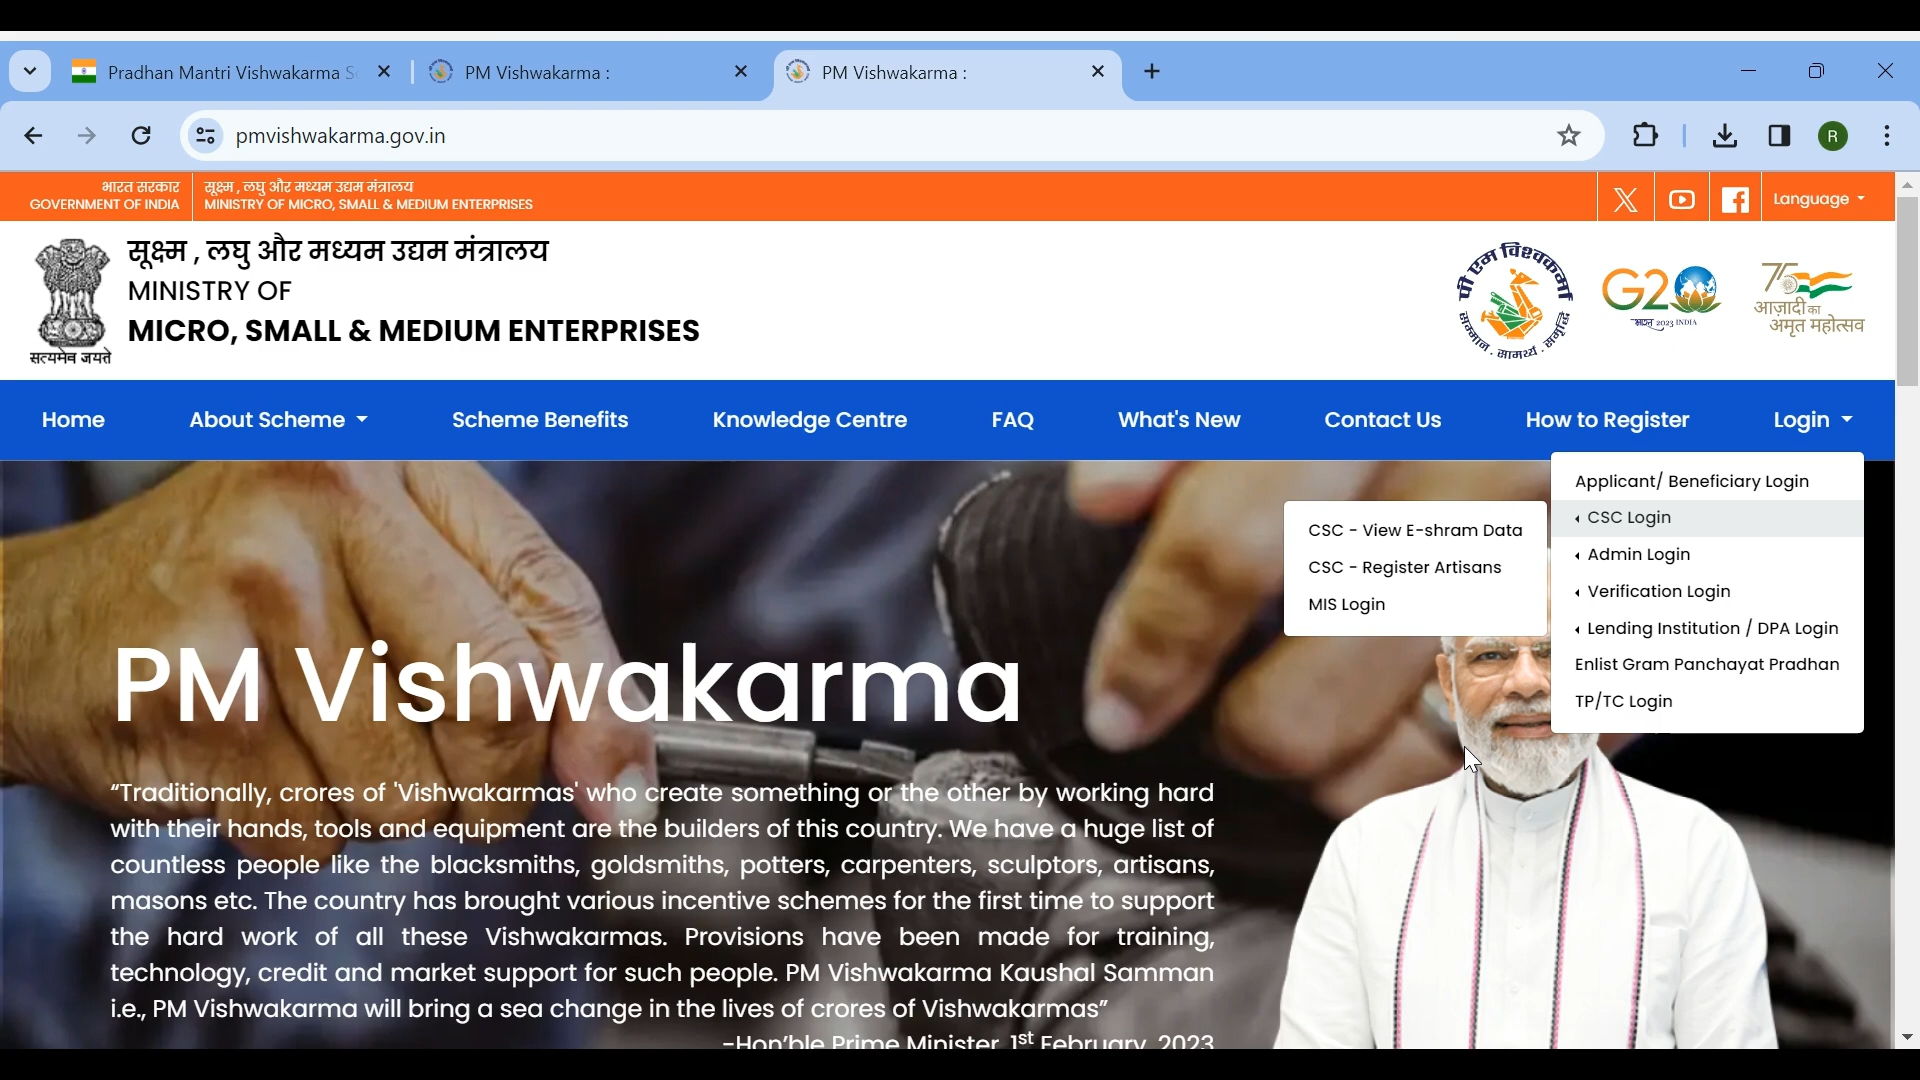 Pradhan Mantri Vishwakarma S
PM Vishwakarma :
PM Vishwakarma :
pmvishwakarma.gov.in
R
भारत सरकार
GOVERNMENT OF INDIA
सूक्ष्म , लघु और मध्यम उद्यम मंत्रालय
MINISTRY OF MICRO, SMALL & MEDIUM ENTERPRISES
Language
सत्यमेव जयते
सूक्ष्म , लघु और मध्यम उद्यम मंत्रालय
MINISTRY OF
MICRO, SMALL & MEDIUM ENTERPRISES
पी एम विश्वकर्मा
सम्मान . सामर्थ्य . समृद्धि
G20
भारत 2023 INDIA
75
आज़ादी का
अमृत महोत्सव
Home
About Scheme
Scheme Benefits
Knowledge Centre
FAQ
What's New
Contact Us
How to Register
Login
Applicant/ Beneficiary Login
CSC Login
Admin Login
Verification Login
Lending Institution / DPA Login
Enlist Gram Panchayat Pradhan
TP/TC Login
CSC - View E-shram Data
CSC - Register Artisans
MIS Login
PM Vishwakarma
“Traditionally, crores of 'Vishwakarmas' who create something or the other by working hard
with their hands, tools and equipment are the builders of this country. We have a huge list of
countless people like the blacksmiths, goldsmiths, potters, carpenters, sculptors, artisans,
masons etc. The country has brought various incentive schemes for the first time to support
the hard work of all these Vishwakarmas. Provisions have been made for training,
technology, credit and market support for such people. PM Vishwakarma Kaushal Samman
i.e., PM Vishwakarma will bring a sea change in the lives of crores of Vishwakarmas”
-Hon’ble Prime Minister, 1st February, 2023